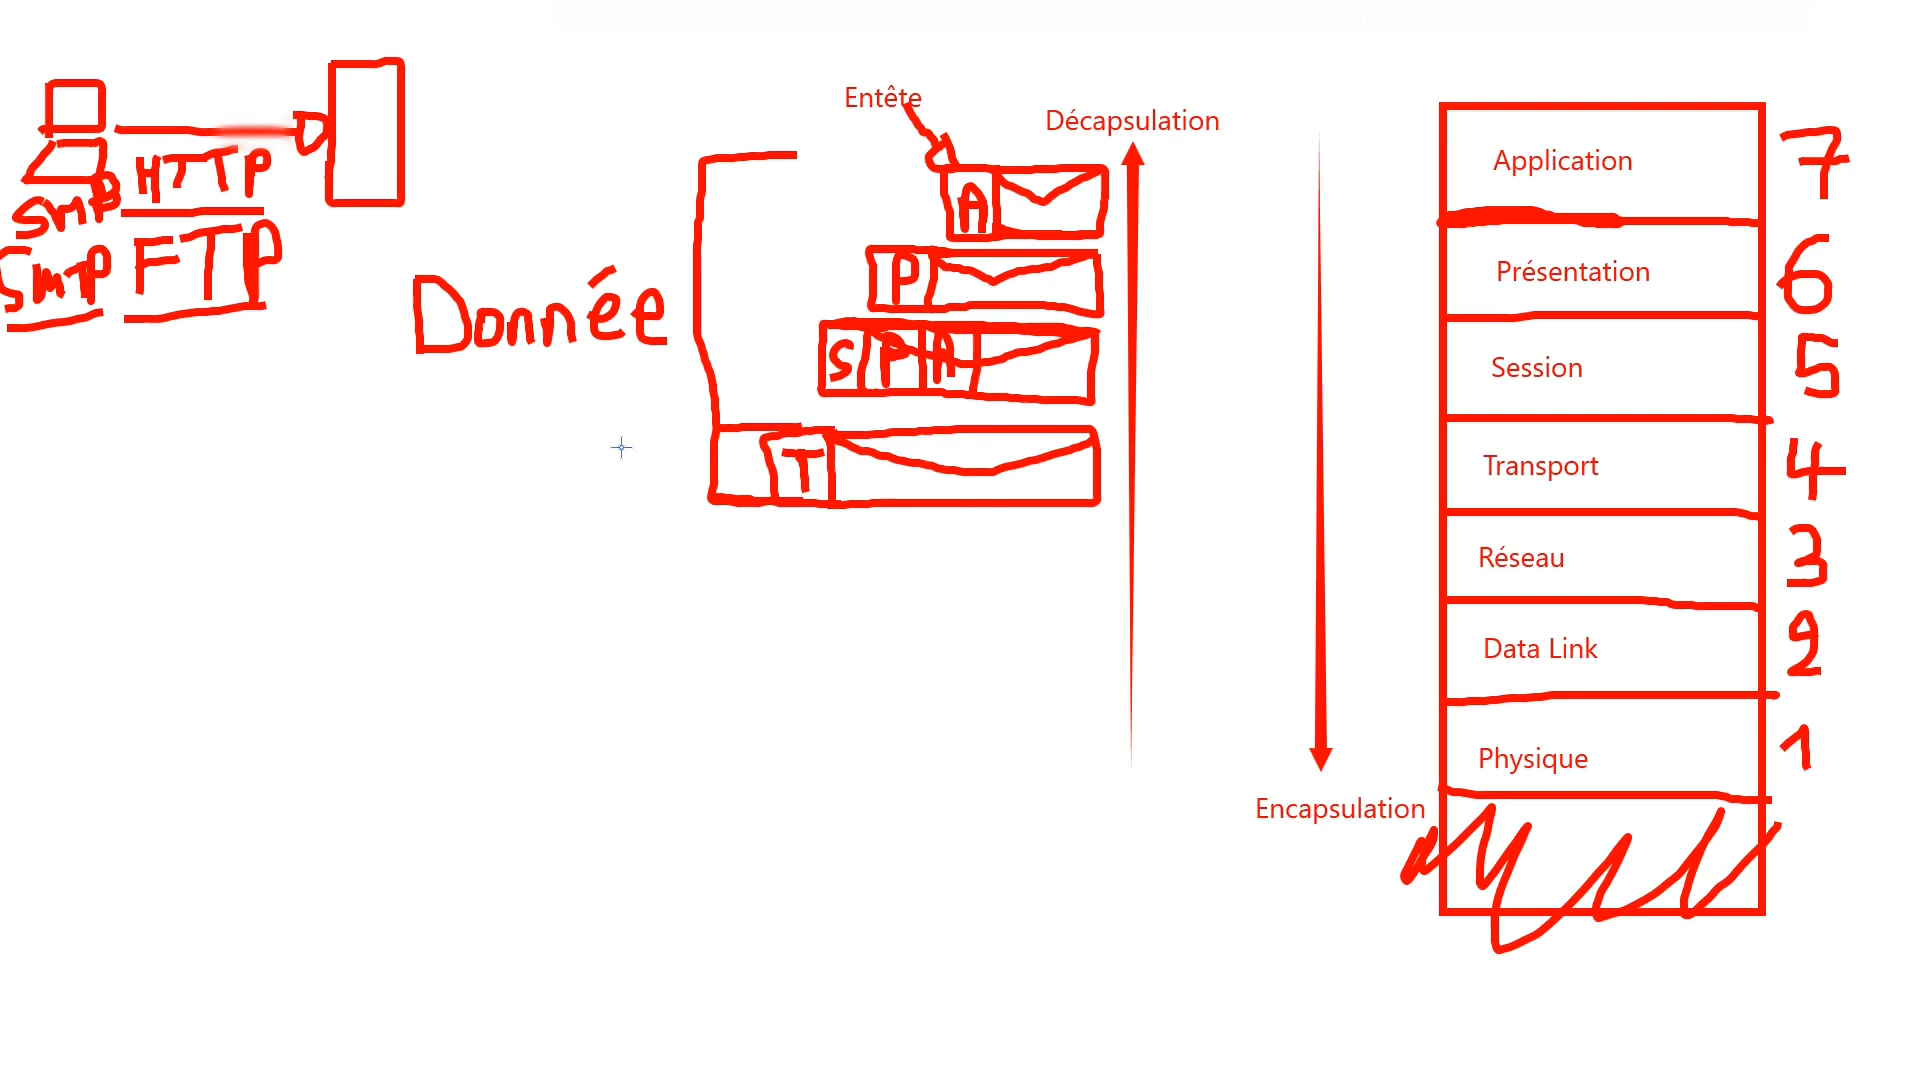 HTTP
SMB
FTP
SMTP
Donnée
Entête
Décapsulation
A
P
S P A
T
Encapsulation
Application 7
Présentation 6
Session 5
Transport 4
Réseau 3
Data Link 2
Physique 1